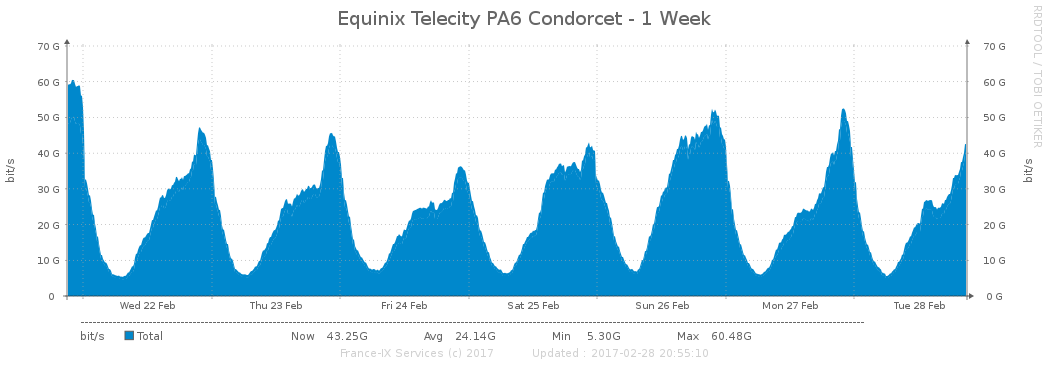 Equinix Telecity PA6 Condorcet - 1 Week
RRDTOOL / TOBI OETIKER
70 G 70 G
60 G 60 G
50 G 50 G
40 G 40 G
30 G 30 G
20 G 20 G
10 G 10 G
0 0 G
bit/s
bit/s
Wed 22 Feb Thu 23 Feb Fri 24 Feb Sat 25 Feb Sun 26 Feb Mon 27 Feb Tue 28 Feb
bit/s Total Now 43.25G Avg 24.14G Min 5.30G Max 60.48G
France-IX Services (c) 2017 Updated : 2017-02-28 20:55:10